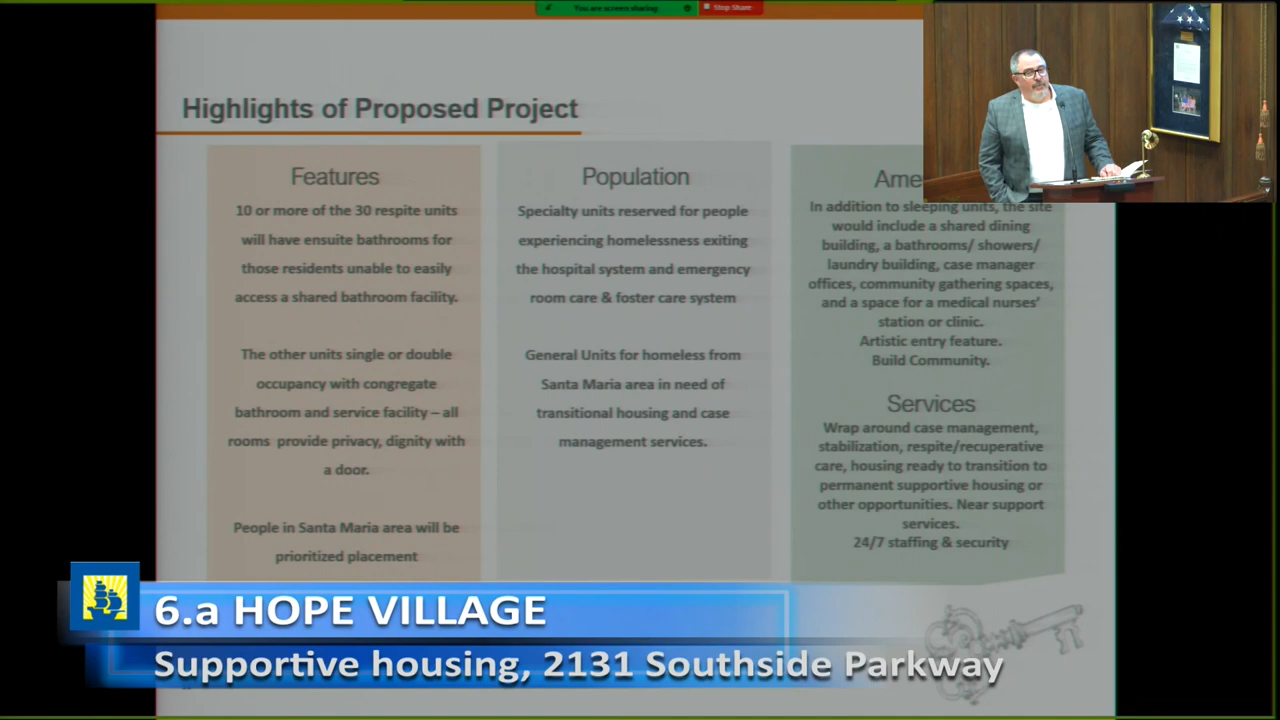 You are screen sharing
Stop Share
Highlights of Proposed Project
Features
10 or more of the 30 respite units
will have ensuite bathrooms for
those residents unable to easily
access a shared bathroom facility.
The other units single or double
occupancy with congregate
bathroom and service facility – all
rooms provide privacy, dignity with
a door.
People in Santa Maria area will be
prioritized placement
Population
Specialty units reserved for people
experiencing homelessness exiting
the hospital system and emergency
room care & foster care system
General Units for homeless from
Santa Maria area in need of
transitional housing and case
management services.
Ame
In addition to sleeping units, the site
would include a shared dining
building, a bathrooms/ showers/
laundry building, case manager
offices, community gathering spaces,
and a space for a medical nurses'
station or clinic.
Artistic entry feature.
Build Community.
Services
Wrap around case management,
stabilization, respite/recuperative
care, housing ready to transition to
permanent supportive housing or
other opportunities. Near support
services.
24/7 staffing & security
6.a HOPE VILLAGE
Supportive housing, 2131 Southside Parkway